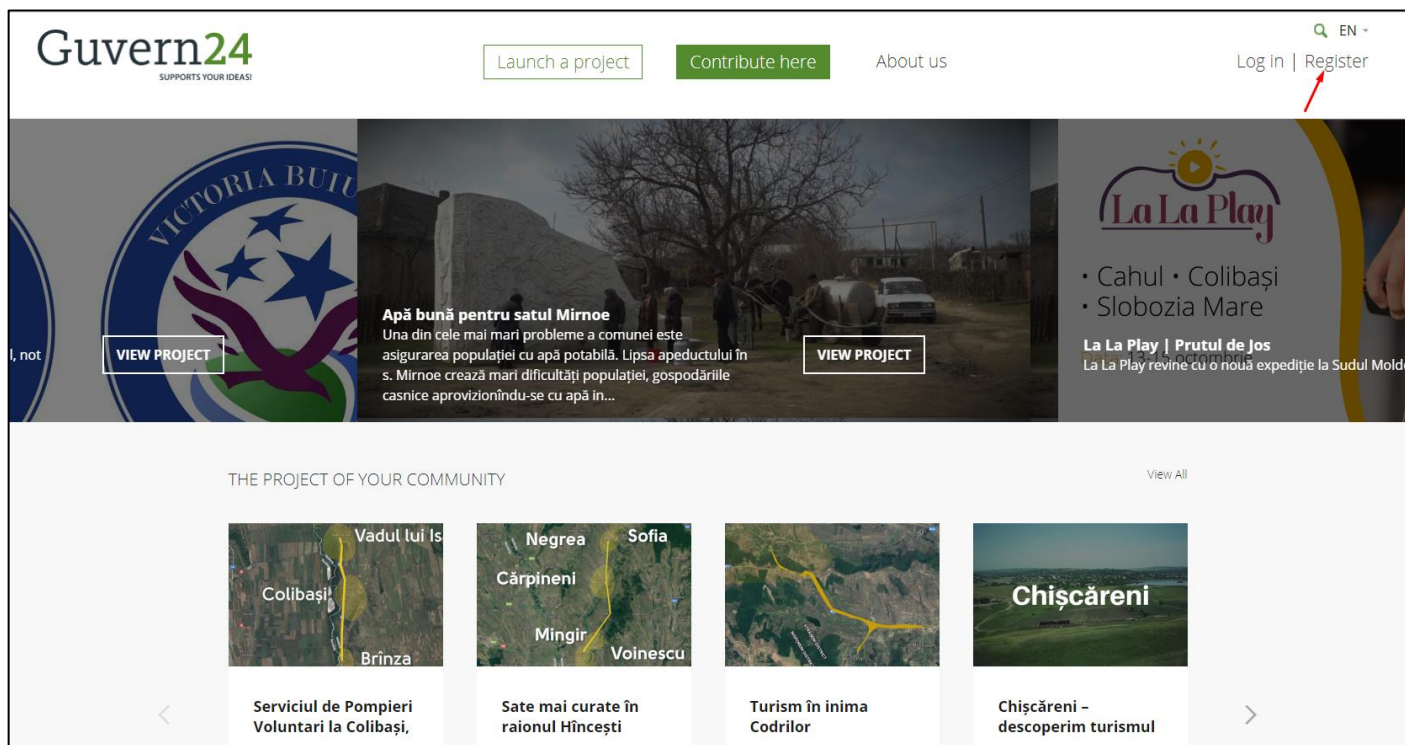 Guvern24
SUPPORTS YOUR IDEAS!
Launch a project
Contribute here
About us
EN
Log in | Register
VICTORIA BUIU
l, not
VIEW PROJECT
Apă bună pentru satul Mirnoe
Una din cele mai mari probleme a comunei este
asigurarea populației cu apă potabilă. Lipsa apeductului în
s. Mirnoe crează mari dificultăți populației, gospodăriile
casnice aprovizionîndu-se cu apă in...
VIEW PROJECT
La La Play
• Cahul • Colibași
• Slobozia Mare
La La Play | Prutul de Jos
Data: 13-15 octombrie
La La Play revine cu o nouă expediție la Sudul Mold
THE PROJECT OF YOUR COMMUNITY
View All
Vadul lui Is
Colibași
Brînza
Negrea
Sofia
Cărpineni
Mingir
Voinescu
Chișcăreni
Serviciul de Pompieri
Voluntari la Colibași,
Sate mai curate în
raionul Hîncești
Turism în inima
Codrilor
Chișcăreni –
descoperim turismul